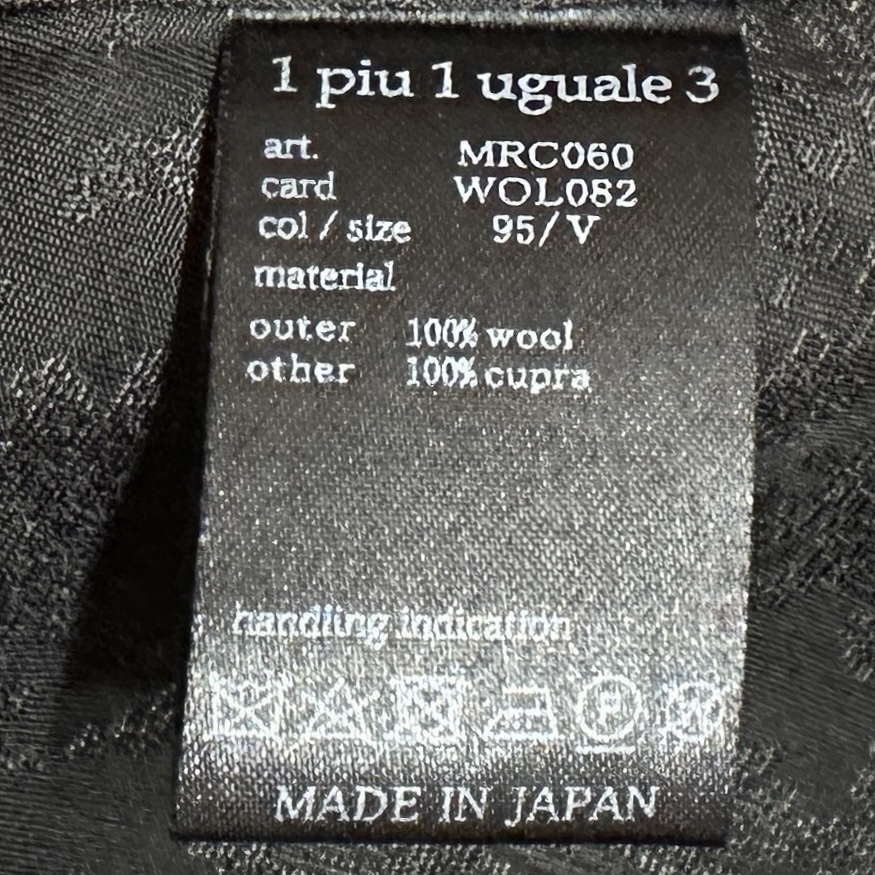 1 piu 1 uguale 3
art. MRC060
card WOL082
col / size 95/V
material
outer 100% wool
other 100% cupra
handling indication
P
MADE IN JAPAN